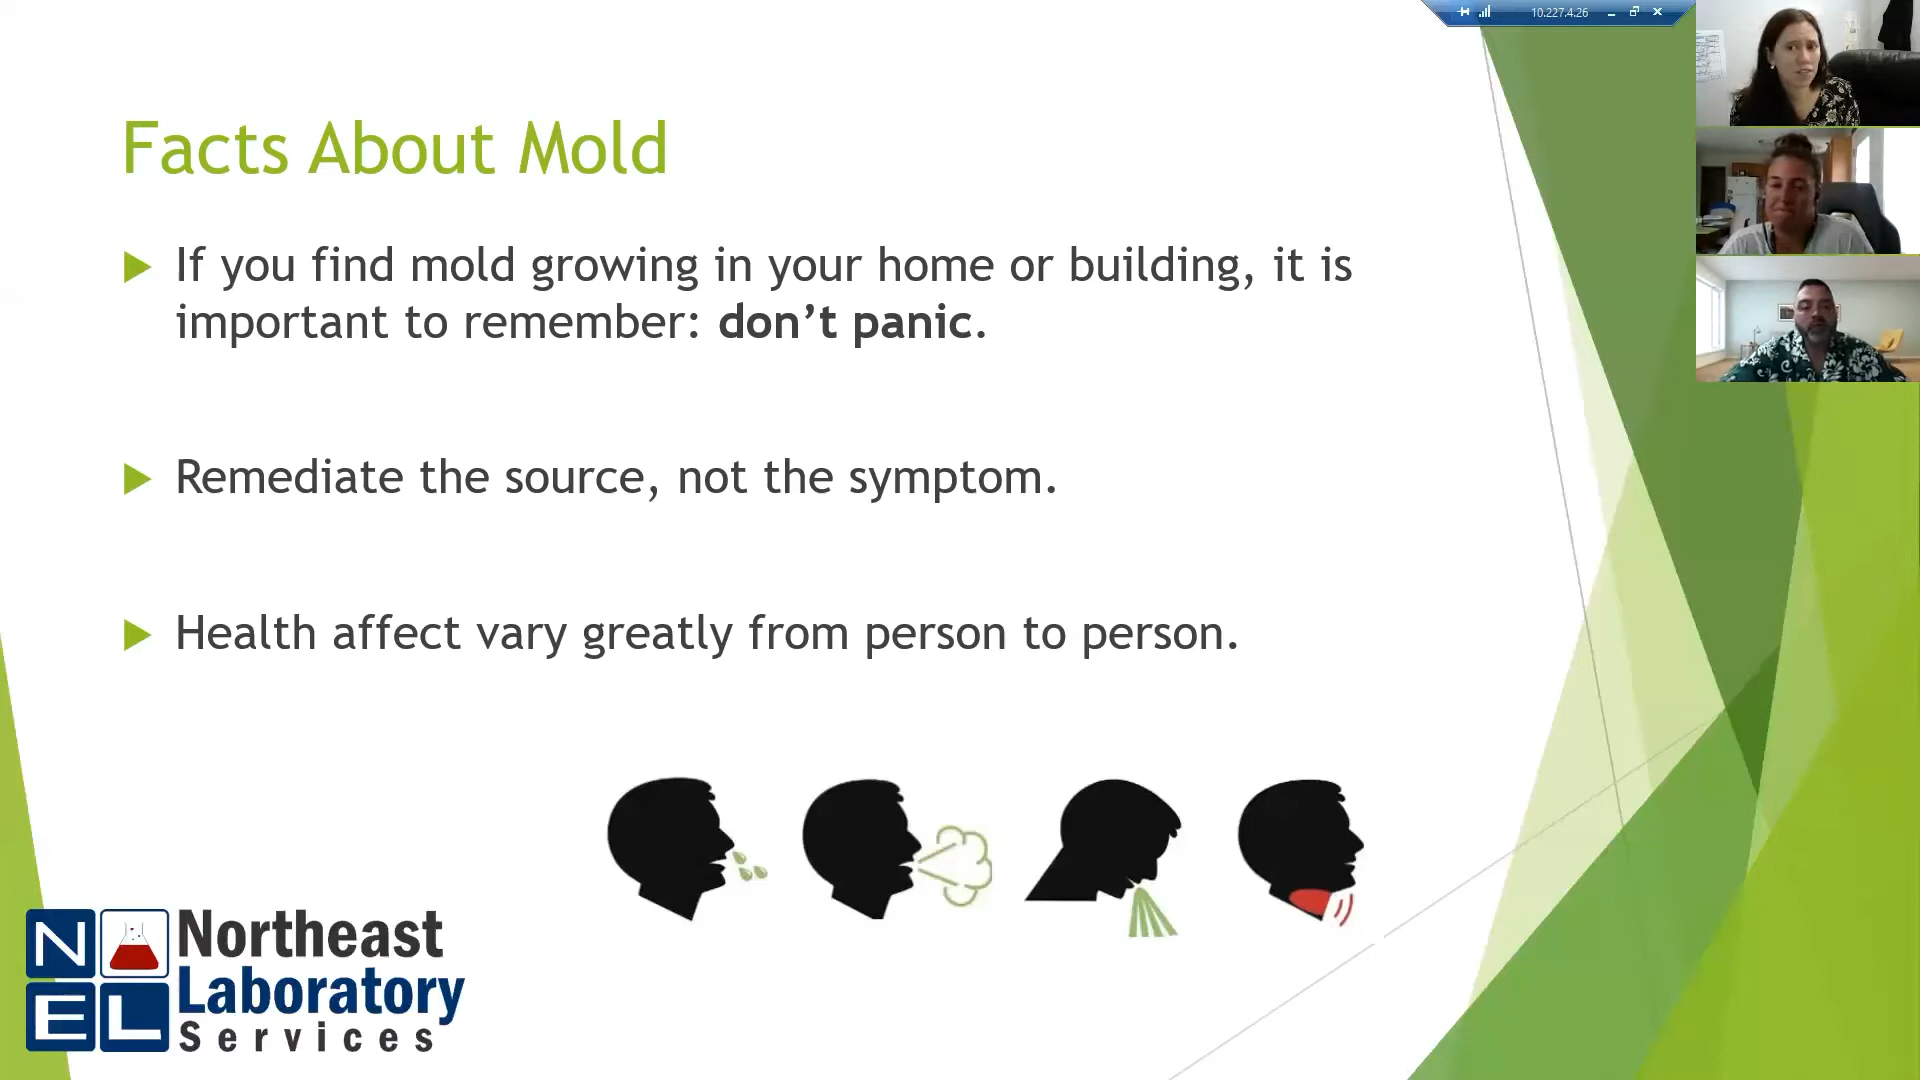 10.227.4.26
Facts About Mold
If you find mold growing in your home or building, it is
important to remember: don’t panic.
Remediate the source, not the symptom.
Health affect vary greatly from person to person.
N
EL
Northeast
Laboratory
Services